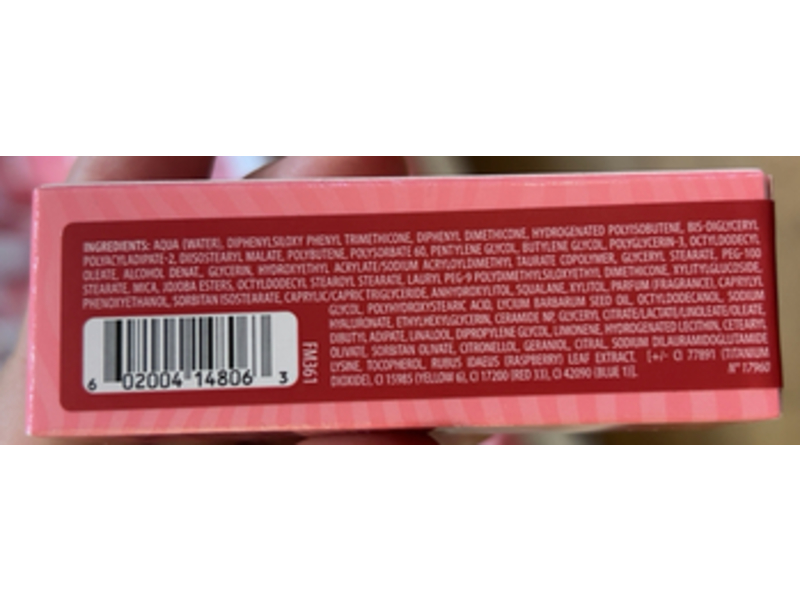 INGREDIENTS: AQUA (WATER), DIPHENYLSILOXY PHENYL TRIMETHICONE, DIPHENYL DIMETHICONE, HYDROGENATED POLYISOBUTENE, BIS-DIGLYCERYL
POLYACYLADIPATE-2, DIISOSTEARYL MALATE, POLYBUTENE, POLYSORBATE 60, PENTYLENE GLYCOL, BUTYLENE GLYCOL, POLYGLYCERIN-3, OCTYLDODECYL
OLEATE, ALCOHOL DENAT., GLYCERIN, HYDROXYETHYL ACRYLATE/SODIUM ACRYLOYLDIMETHYL TAURATE COPOLYMER, GLYCERYL STEARATE, PEG-100
STEARATE, MICA, JOJOBA ESTERS, OCTYLDODECYL STEAROYL STEARATE, LAURYL PEG-9 POLYDIMETHYLSILOXYETHYL DIMETHICONE, XYLITYLGLUCOSIDE,
PHENOXYETHANOL, SORBITAN ISOSTEARATE, CAPRYLIC/CAPRIC TRIGLYCERIDE, ANHYDROXYLITOL, SQUALANE, XYLITOL, PARFUM (FRAGRANCE), CAPRYLYL
GLYCOL, POLYHYDROXYSTEARIC ACID, LYCIUM BARBARUM SEED OIL, OCTYLDODECANOL, SODIUM
HYALURONATE, ETHYLHEXYLGLYCERIN, CERAMIDE NP, GLYCERYL CITRATE/LACTATE/LINOLEATE/OLEATE,
DIBUTYL ADIPATE, LINALOOL, DIPROPYLENE GLYCOL, LIMONENE, HYDROGENATED LECITHIN, CETEARYL
OLIVATE, SORBITAN OLIVATE, CITRONELLOL, GERANIOL, CITRAL, SODIUM DILAURAMIDOGLUTAMIDE
LYSINE, TOCOPHEROL, RUBUS IDAEUS (RASPBERRY) LEAF EXTRACT. [+/- CI 77891 (TITANIUM
DIOXIDE), CI 15985 (YELLOW 6), CI 17200 (RED 33), CI 42090 (BLUE 1)].
N° 17960
FM361
6 02004 14806 3